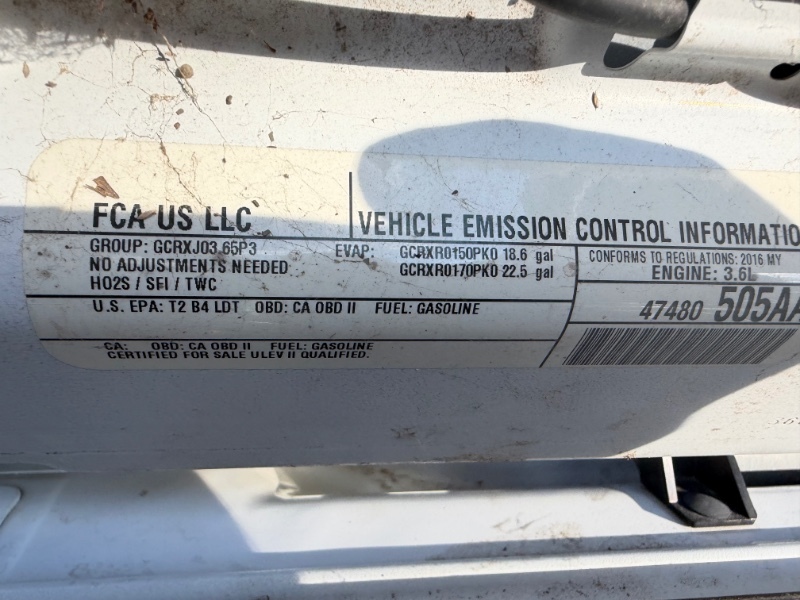 FCA US LLC
VEHICLE EMISSION CONTROL INFORMATIO
GROUP: GCRXJ03.65P3
NO ADJUSTMENTS NEEDED
HO2S / SFI / TWC
EVAP: GCRXR0150PK0 18.6 gal
GCRXR0170PK0 22.5 gal
CONFORMS TO REGULATIONS: 2016 MY
ENGINE: 3.6L
U.S. EPA: T2 B4 LDT OBD: CA OBD II FUEL: GASOLINE
47480 505AA
CA: OBD: CA OBD II FUEL: GASOLINE
CERTIFIED FOR SALE ULEV II QUALIFIED.